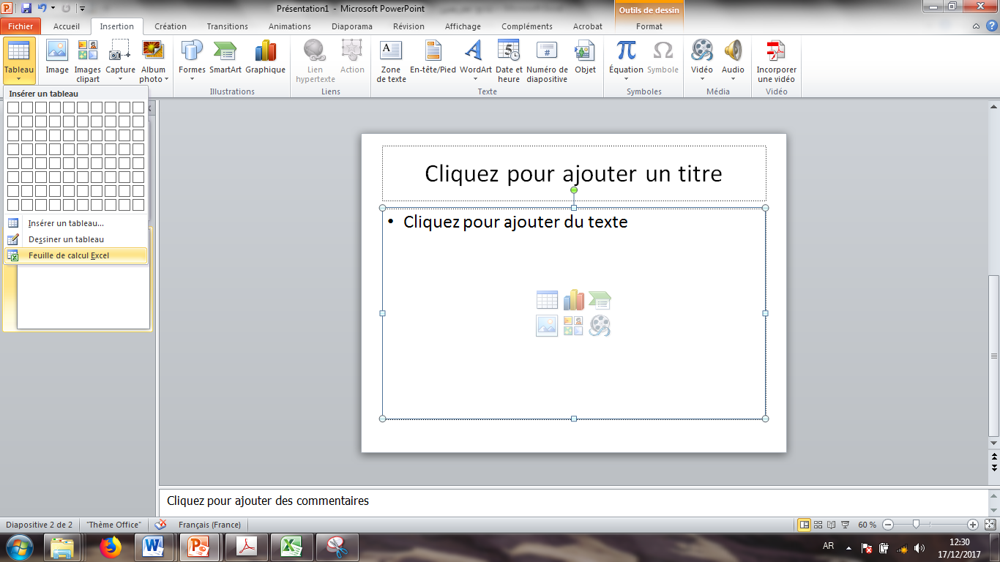 Présentation1 - Microsoft PowerPoint
Outils de dessin
Fichier Accueil Insertion Création Transitions Animations Diaporama Révision Affichage Compléments Acrobat Format
Tableau Image Images clipart Capture Album photo Formes SmartArt Graphique Lien hypertexte Action Zone de texte En-tête/Pied WordArt Date et heure Numéro de diapositive Objet Équation Symbole Vidéo Audio Incorporer une vidéo
Illustrations Liens Texte Symboles Média Vidéo
Insérer un tableau
Insérer un tableau...
Dessiner un tableau
Feuille de calcul Excel
Cliquez pour ajouter un titre
• Cliquez pour ajouter du texte
Cliquez pour ajouter des commentaires
Diapositive 2 de 2 "Thème Office" Français (France) 60 %
AR 12:30
17/12/2017